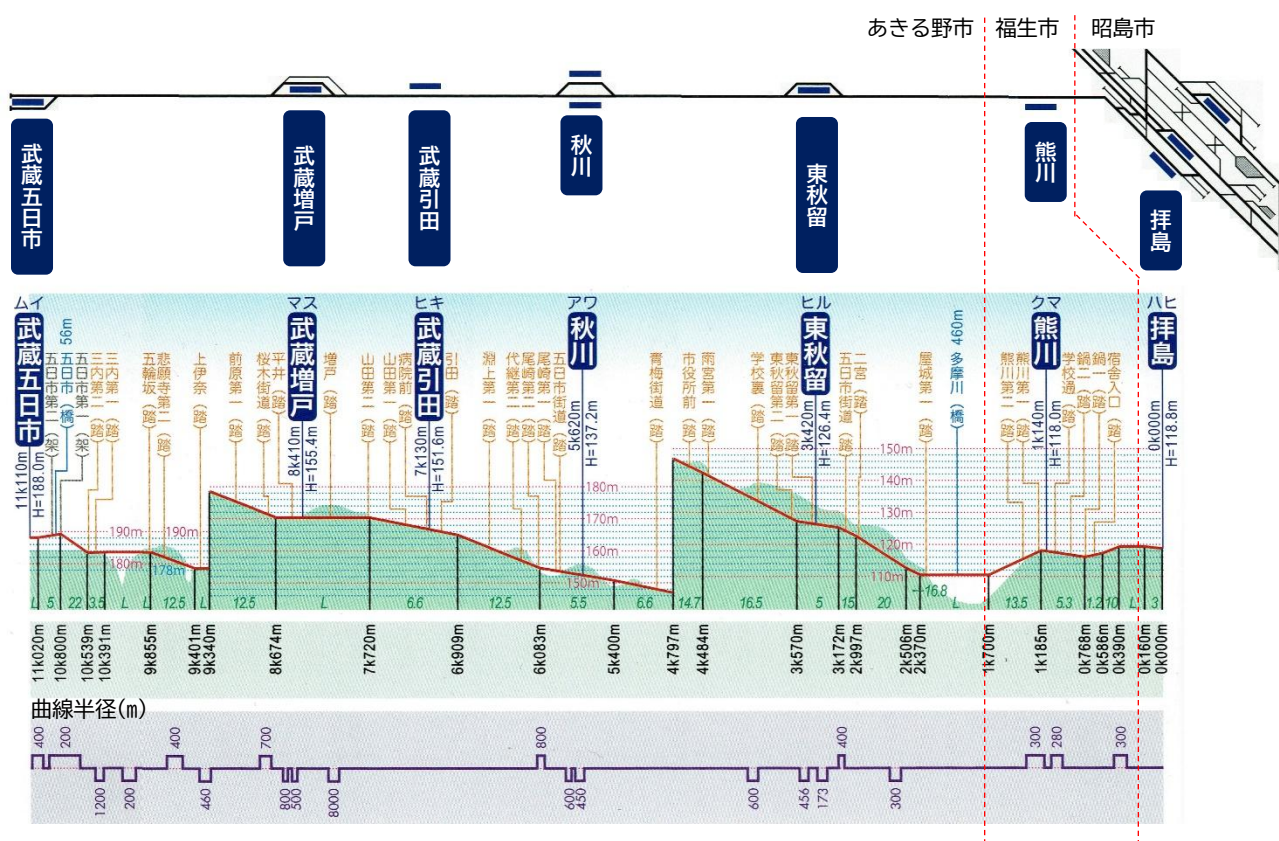 あきる野市
福生市
昭島市
武蔵五日市
武蔵増戸
武蔵引田
秋川
東秋留
熊川
拝島
ムイ
マス
ヒキ
アワ
ヒル
クマ
ハヒ
武蔵五日市
11k110m
H=188.0m
五日市第二(架)
五日市(橋)
56m
五日市第一(架)
三内第二(踏)
三内第一(踏)
五輪坂(踏)
悲願寺第二(踏)
上伊奈(踏)
前原第一(踏)
桜木街道(踏)
平井(踏)
武蔵増戸
8k410m
H=155.4m
増戸(踏)
山田第二(踏)
山田第一(踏)
病院前(踏)
武蔵引田
7k130m
H=151.6m
引田(踏)
淵上第一(踏)
代継第二(踏)
尾崎第二(踏)
尾崎第一(踏)
五日市街道(踏)
秋川
5k620m
H=137.2m
青梅街道(踏)
市役所前(踏)
雨宮第一(踏)
学校裏(踏)
東秋留第二(踏)
東秋留第一(踏)
東秋留
3k420m
H=126.4m
五日市街道(踏)
二宮(踏)
屋城第一(踏)
多摩川(橋)
460m
熊川第二(踏)
熊川第一(踏)
熊川
1k140m
H=118.0m
学校通(踏)
鍋二(踏)
鍋一(踏)
宿舎入口(踏)
拝島
0k000m
H=118.8m
190m
180m
190m
178m
180m
170m
160m
150m
150m
140m
130m
120m
110m
L
5
22
3.5
L
L
12.5
L
12.5
L
6.6
12.5
5.5
6.6
14.7
16.5
5
15
20
16.8
L
13.5
5.3
1.2
10
L
3
11k020m
10k800m
10k539m
10k391m
9k855m
9k401m
9k340m
8k674m
7k720m
6k909m
6k083m
5k400m
4k797m
4k484m
3k570m
3k172m
2k997m
2k506m
2k370m
1k700m
1k185m
0k768m
0k586m
0k390m
0k160m
0k000m
曲線半径(m)
400
200
1200
200
400
460
700
800
500
8000
800
600
450
600
456
173
400
300
300
280
300